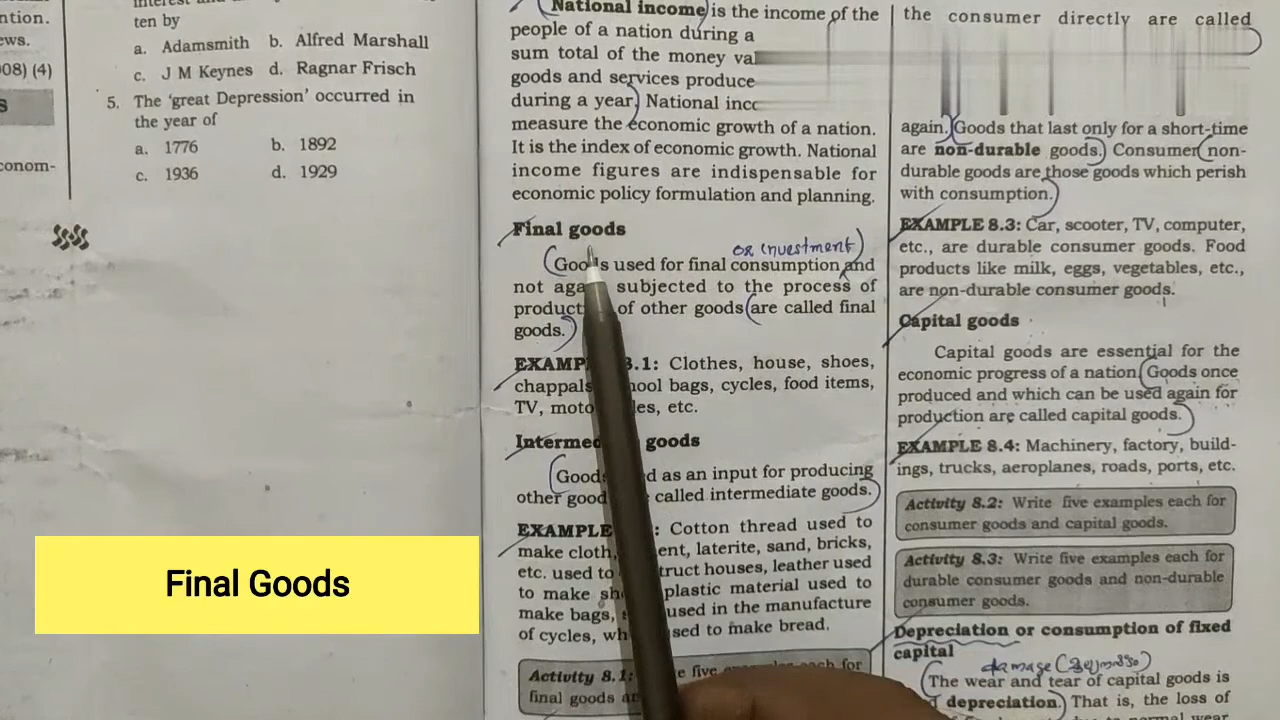 ntion.
ews.
008) (4)
S
conom-
ten by
a. Adamsmith b. Alfred Marshall
c. J M Keynes d. Ragnar Frisch
5. The 'great Depression' occurred in
the year of
a. 1776 b. 1892
c. 1936 d. 1929
National income is the income of the
people of a nation during a
sum total of the money val
goods and services produce
during a year. National inc
measure the economic growth of a nation.
It is the index of economic growth. National
income figures are indispensable for
economic policy formulation and planning.
Final goods
or investment
Goods used for final consumption and
not aga subjected to the process of
product of other goods are called final
goods.
EXAMP 8.1: Clothes, house, shoes,
chappals hool bags, cycles, food items,
TV, moto les, etc.
Intermed goods
Goods ed as an input for producing
other good called intermediate goods.
EXAMPLE : Cotton thread used to
make cloth, ent, laterite, sand, bricks,
etc. used to truct houses, leather used
to make sh plastic material used to
make bags, used in the manufacture
of cycles, wh sed to make bread.
Activity 8.1: e five examples each for
final goods an
the consumer directly are called
again. Goods that last only for a short-time
are non-durable goods. Consumer non-
durable goods are those goods which perish
with consumption.
EXAMPLE 8.3: Car, scooter, TV, computer,
etc., are durable consumer goods. Food
products like milk, eggs, vegetables, etc.,
are non-durable consumer goods.
Capital goods
Capital goods are essential for the
economic progress of a nation. Goods once
produced and which can be used again for
production are called capital goods.
EXAMPLE 8.4: Machinery, factory, build-
ings, trucks, aeroplanes, roads, ports, etc.
Activity 8.2: Write five examples each for
consumer goods and capital goods.
Activity 8.3: Write five examples each for
durable consumer goods and non-durable
consumer goods.
Depreciation or consumption of fixed
capital
damage
The wear and tear of capital goods is
depreciation. That is, the loss of
Final Goods